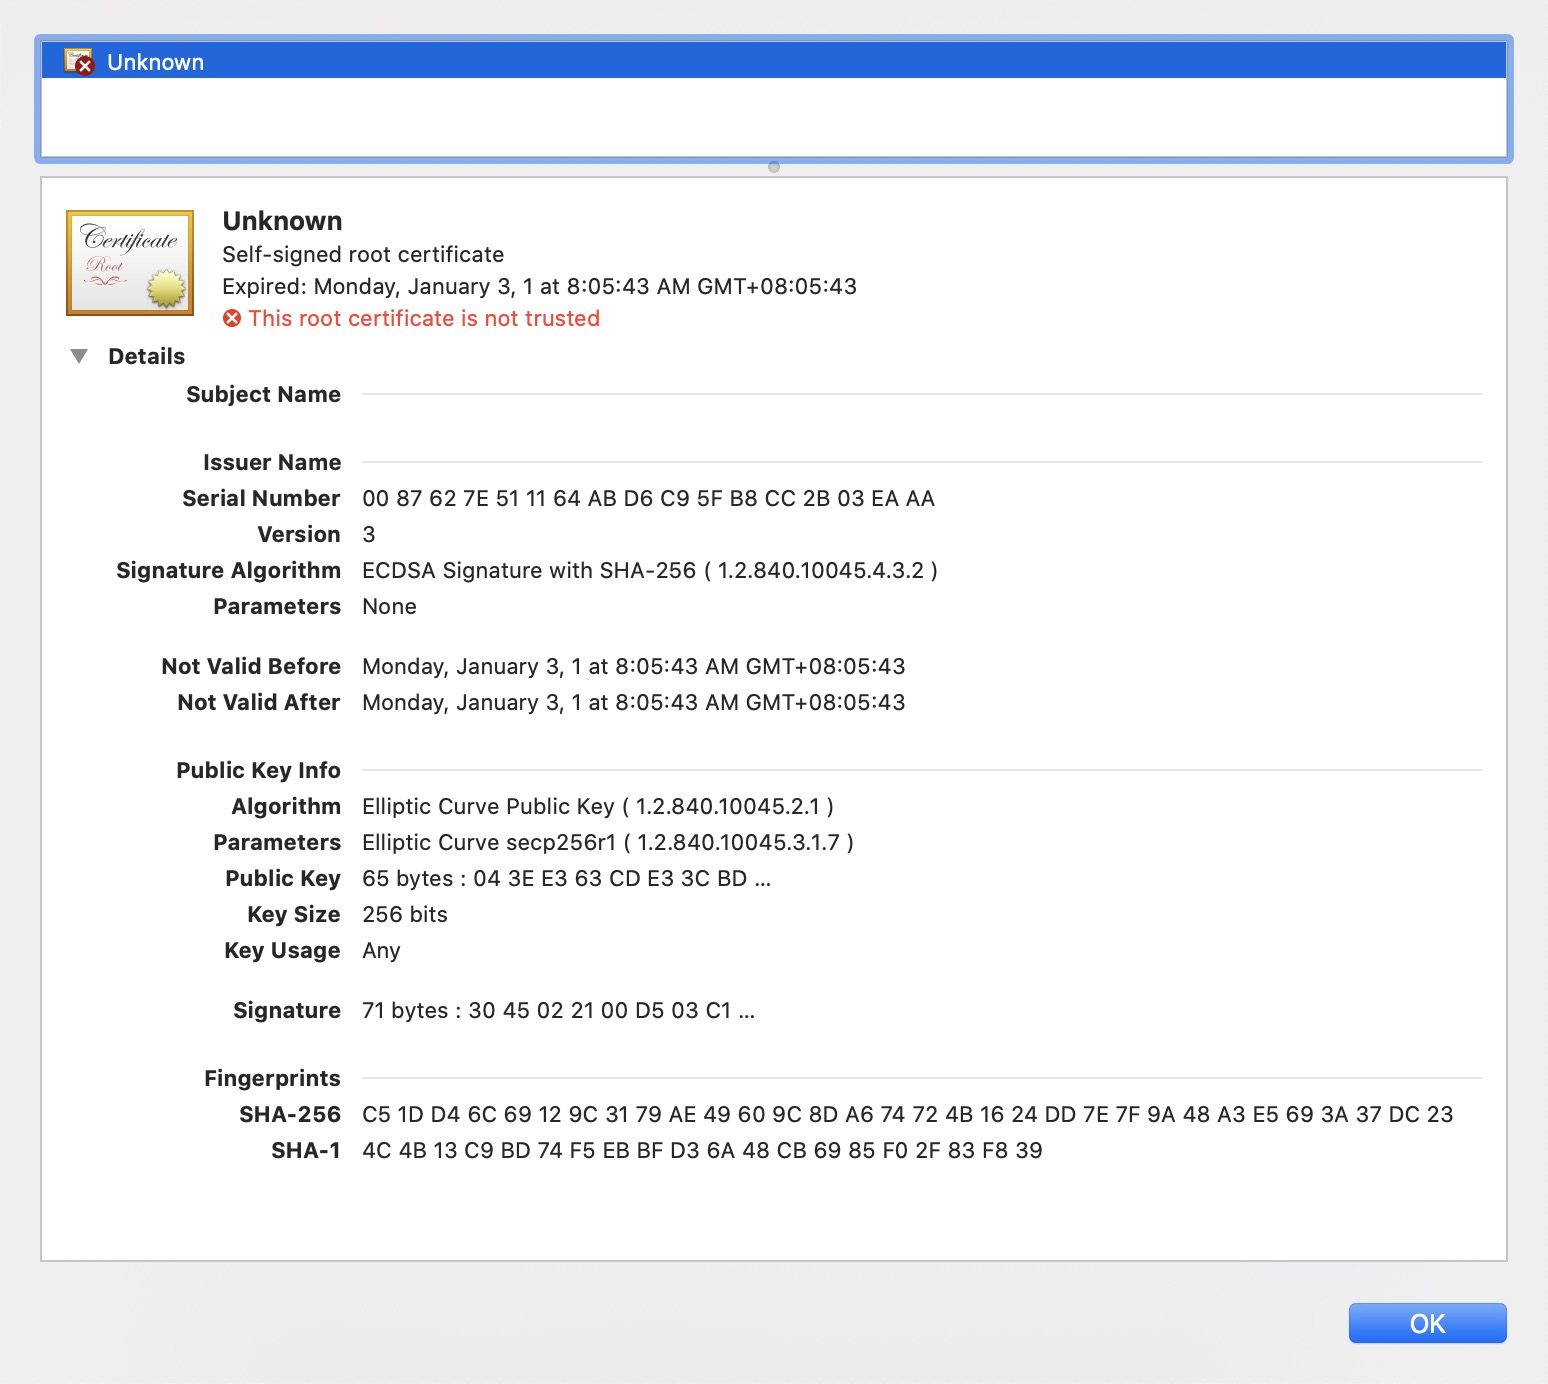 Unknown
Certificate
Root
Unknown
Self-signed root certificate
Expired: Monday, January 3, 1 at 8:05:43 AM GMT+08:05:43
This root certificate is not trusted
Details
Subject Name
Issuer Name
Serial Number 00 87 62 7E 51 11 64 AB D6 C9 5F B8 CC 2B 03 EA AA
Version 3
Signature Algorithm ECDSA Signature with SHA-256 ( 1.2.840.10045.4.3.2 )
Parameters None
Not Valid Before Monday, January 3, 1 at 8:05:43 AM GMT+08:05:43
Not Valid After Monday, January 3, 1 at 8:05:43 AM GMT+08:05:43
Public Key Info
Algorithm Elliptic Curve Public Key ( 1.2.840.10045.2.1 )
Parameters Elliptic Curve secp256r1 ( 1.2.840.10045.3.1.7 )
Public Key 65 bytes : 04 3E E3 63 CD E3 3C BD ...
Key Size 256 bits
Key Usage Any
Signature 71 bytes : 30 45 02 21 00 D5 03 C1 ...
Fingerprints
SHA-256 C5 1D D4 6C 69 12 9C 31 79 AE 49 60 9C 8D A6 74 72 4B 16 24 DD 7E 7F 9A 48 A3 E5 69 3A 37 DC 23
SHA-1 4C 4B 13 C9 BD 74 F5 EB BF D3 6A 48 CB 69 85 F0 2F 83 F8 39
OK